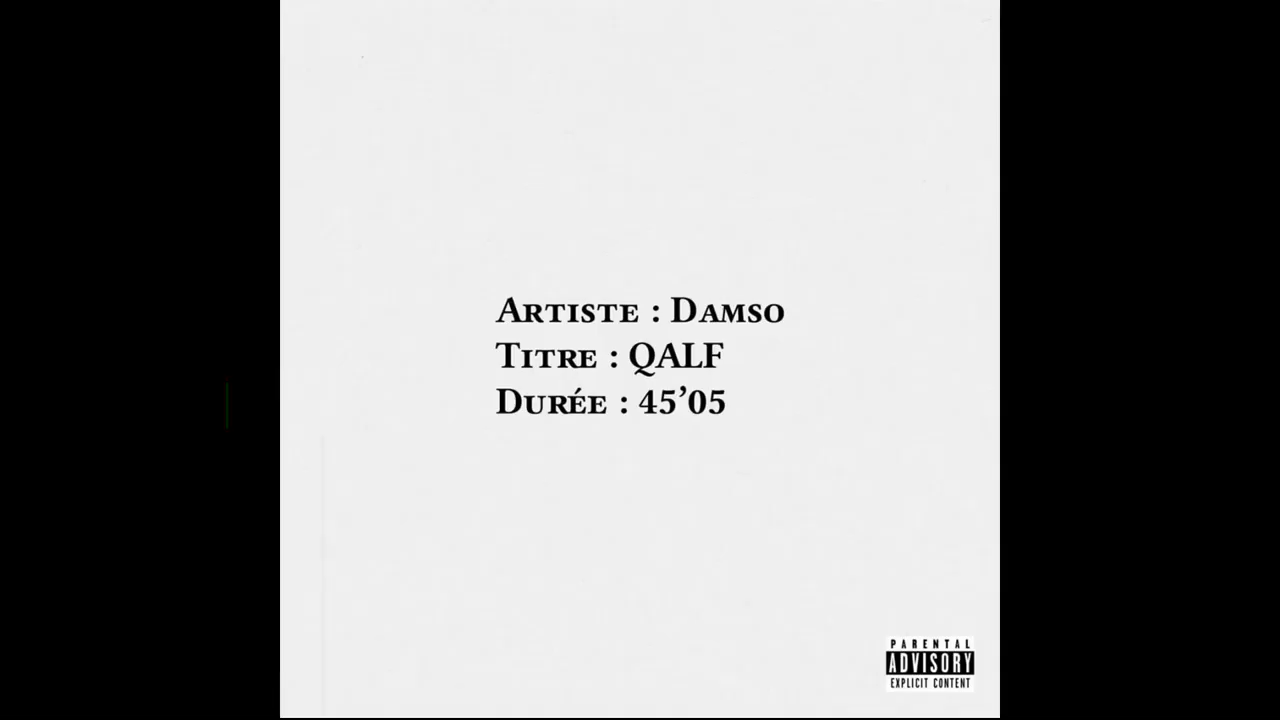 Artiste : Damso
Titre : QALF
Durée : 45’05
PARENTAL
ADVISORY
EXPLICIT CONTENT